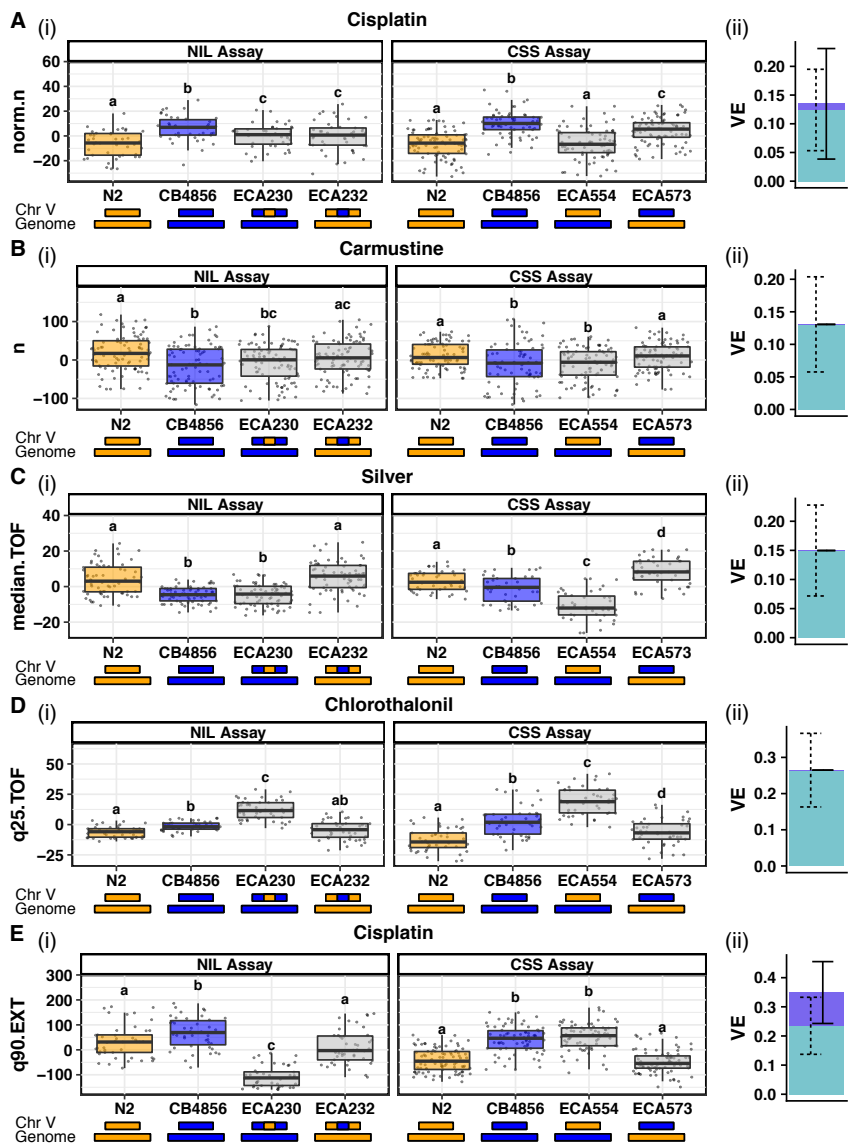 A (i) Cisplatin (ii)
NIL Assay CSS Assay
norm.n
60
40
20
0
−20
a b c c
a b a c
N2 CB4856 ECA230 ECA232 N2 CB4856 ECA554 ECA573
Chr V
Genome
VE
0.20
0.15
0.10
0.05
0.00
B (i) Carmustine (ii)
NIL Assay CSS Assay
n
100
0
−100
a b bc ac
a b b a
N2 CB4856 ECA230 ECA232 N2 CB4856 ECA554 ECA573
Chr V
Genome
VE
0.20
0.15
0.10
0.05
0.00
C (i) Silver (ii)
NIL Assay CSS Assay
median.TOF
40
20
0
−20
a b b a
a b c d
N2 CB4856 ECA230 ECA232 N2 CB4856 ECA554 ECA573
Chr V
Genome
VE
0.20
0.15
0.10
0.05
0.00
D (i) Chlorothalonil (ii)
NIL Assay CSS Assay
q25.TOF
50
25
0
−25
a b c ab
a b c d
N2 CB4856 ECA230 ECA232 N2 CB4856 ECA554 ECA573
Chr V
Genome
VE
0.3
0.2
0.1
0.0
E (i) Cisplatin (ii)
NIL Assay CSS Assay
q90.EXT
300
200
100
0
−100
a b c a
a b b a
N2 CB4856 ECA230 ECA232 N2 CB4856 ECA554 ECA573
Chr V
Genome
VE
0.4
0.3
0.2
0.1
0.0